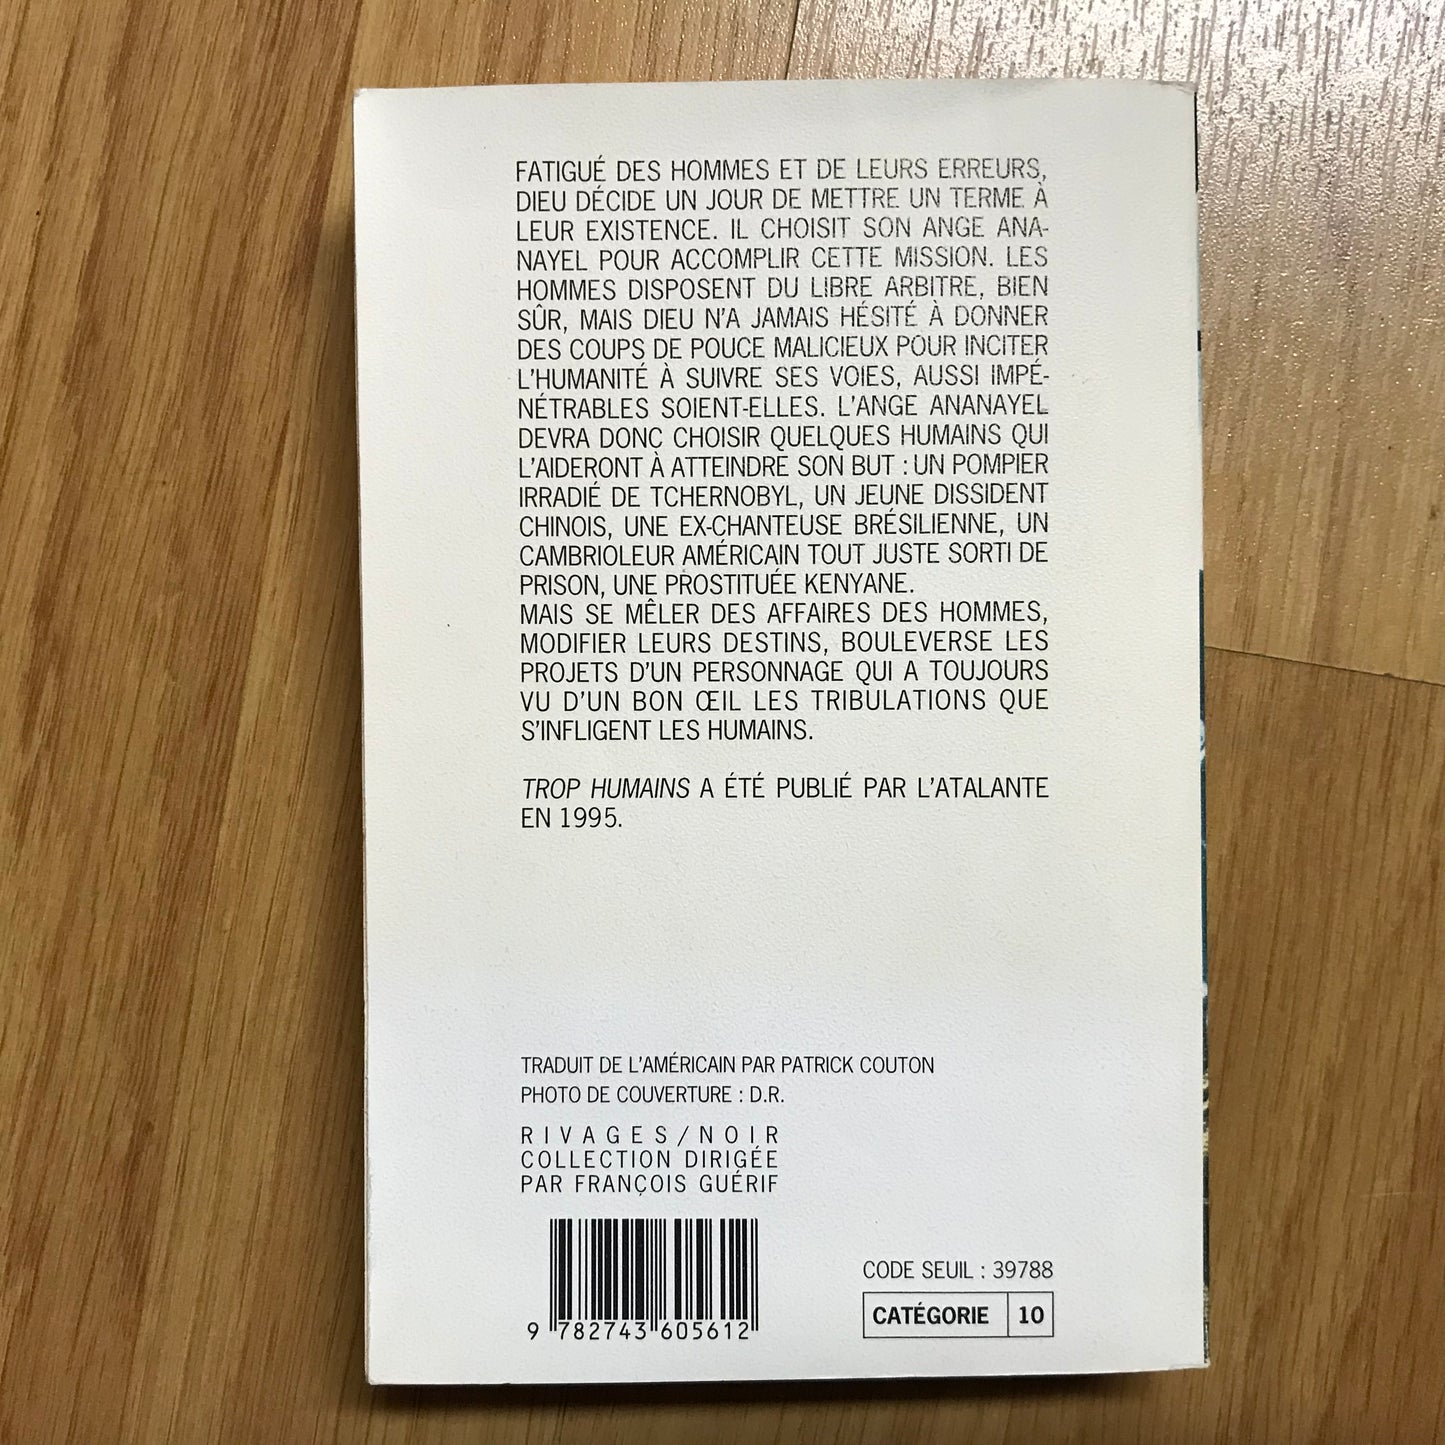 FATIGUÉ DES HOMMES ET DE LEURS ERREURS,
DIEU DÉCIDE UN JOUR DE METTRE UN TERME À
LEUR EXISTENCE. IL CHOISIT SON ANGE ANA-
NAYEL POUR ACCOMPLIR CETTE MISSION. LES
HOMMES DISPOSENT DU LIBRE ARBITRE, BIEN
SÛR, MAIS DIEU N'A JAMAIS HÉSITÉ À DONNER
DES COUPS DE POUCE MALICIEUX POUR INCITER
L'HUMANITÉ À SUIVRE SES VOIES, AUSSI IMPÉ-
NÉTRABLES SOIENT-ELLES. L'ANGE ANANAYEL
DEVRA DONC CHOISIR QUELQUES HUMAINS QUI
L'AIDERONT À ATTEINDRE SON BUT : UN POMPIER
IRRADIÉ DE TCHERNOBYL, UN JEUNE DISSIDENT
CHINOIS, UNE EX-CHANTEUSE BRÉSILIENNE, UN
CAMBRIOLEUR AMÉRICAIN TOUT JUSTE SORTI DE
PRISON, UNE PROSTITUÉE KENYANE.
MAIS SE MÊLER DES AFFAIRES DES HOMMES,
MODIFIER LEURS DESTINS, BOULEVERSE LES
PROJETS D'UN PERSONNAGE QUI A TOUJOURS
VU D'UN BON ŒIL LES TRIBULATIONS QUE
S'INFLIGENT LES HUMAINS.
TROP HUMAINS A ÉTÉ PUBLIÉ PAR L'ATALANTE
EN 1995.
TRADUIT DE L'AMÉRICAIN PAR PATRICK COUTON
PHOTO DE COUVERTURE : D.R.
RIVAGES/NOIR
COLLECTION DIRIGÉE
PAR FRANÇOIS GUÉRIF
9 782743 605612
CODE SEUIL : 39788
CATÉGORIE 10